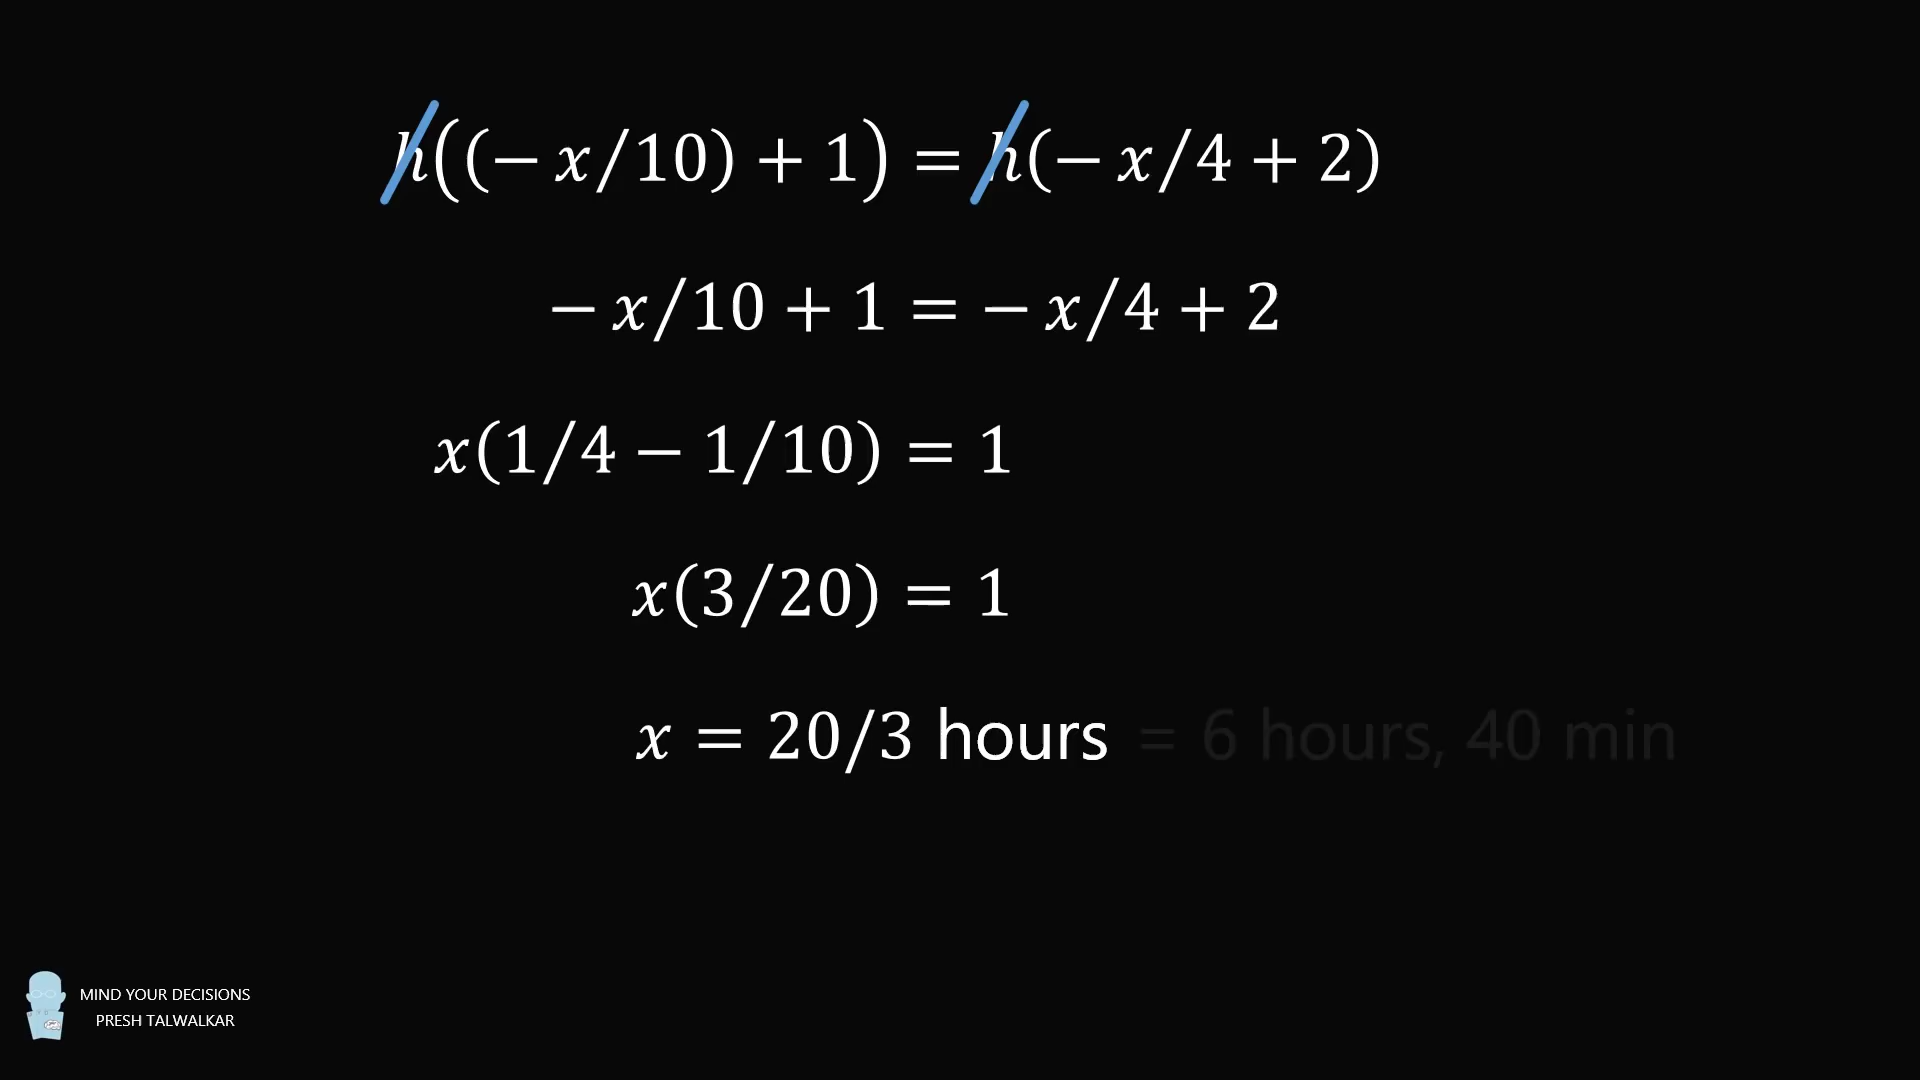 h((− x/10) + 1) = h(− x/4 + 2)
− x/10 + 1 = − x/4 + 2
x(1/4 − 1/10) = 1
x(3/20) = 1
x = 20/3 hours = 6 hours, 40 min
MIND YOUR DECISIONS
PRESH TALWALKAR